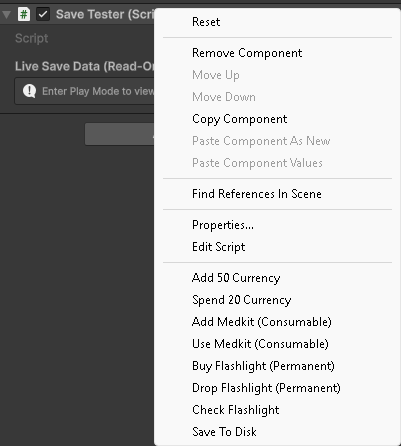 Save Tester (Scri
Script
Live Save Data (Read-On
Enter Play Mode to view
Reset
Remove Component
Move Up
Move Down
Copy Component
Paste Component As New
Paste Component Values
Find References In Scene
Properties...
Edit Script
Add 50 Currency
Spend 20 Currency
Add Medkit (Consumable)
Use Medkit (Consumable)
Buy Flashlight (Permanent)
Drop Flashlight (Permanent)
Check Flashlight
Save To Disk